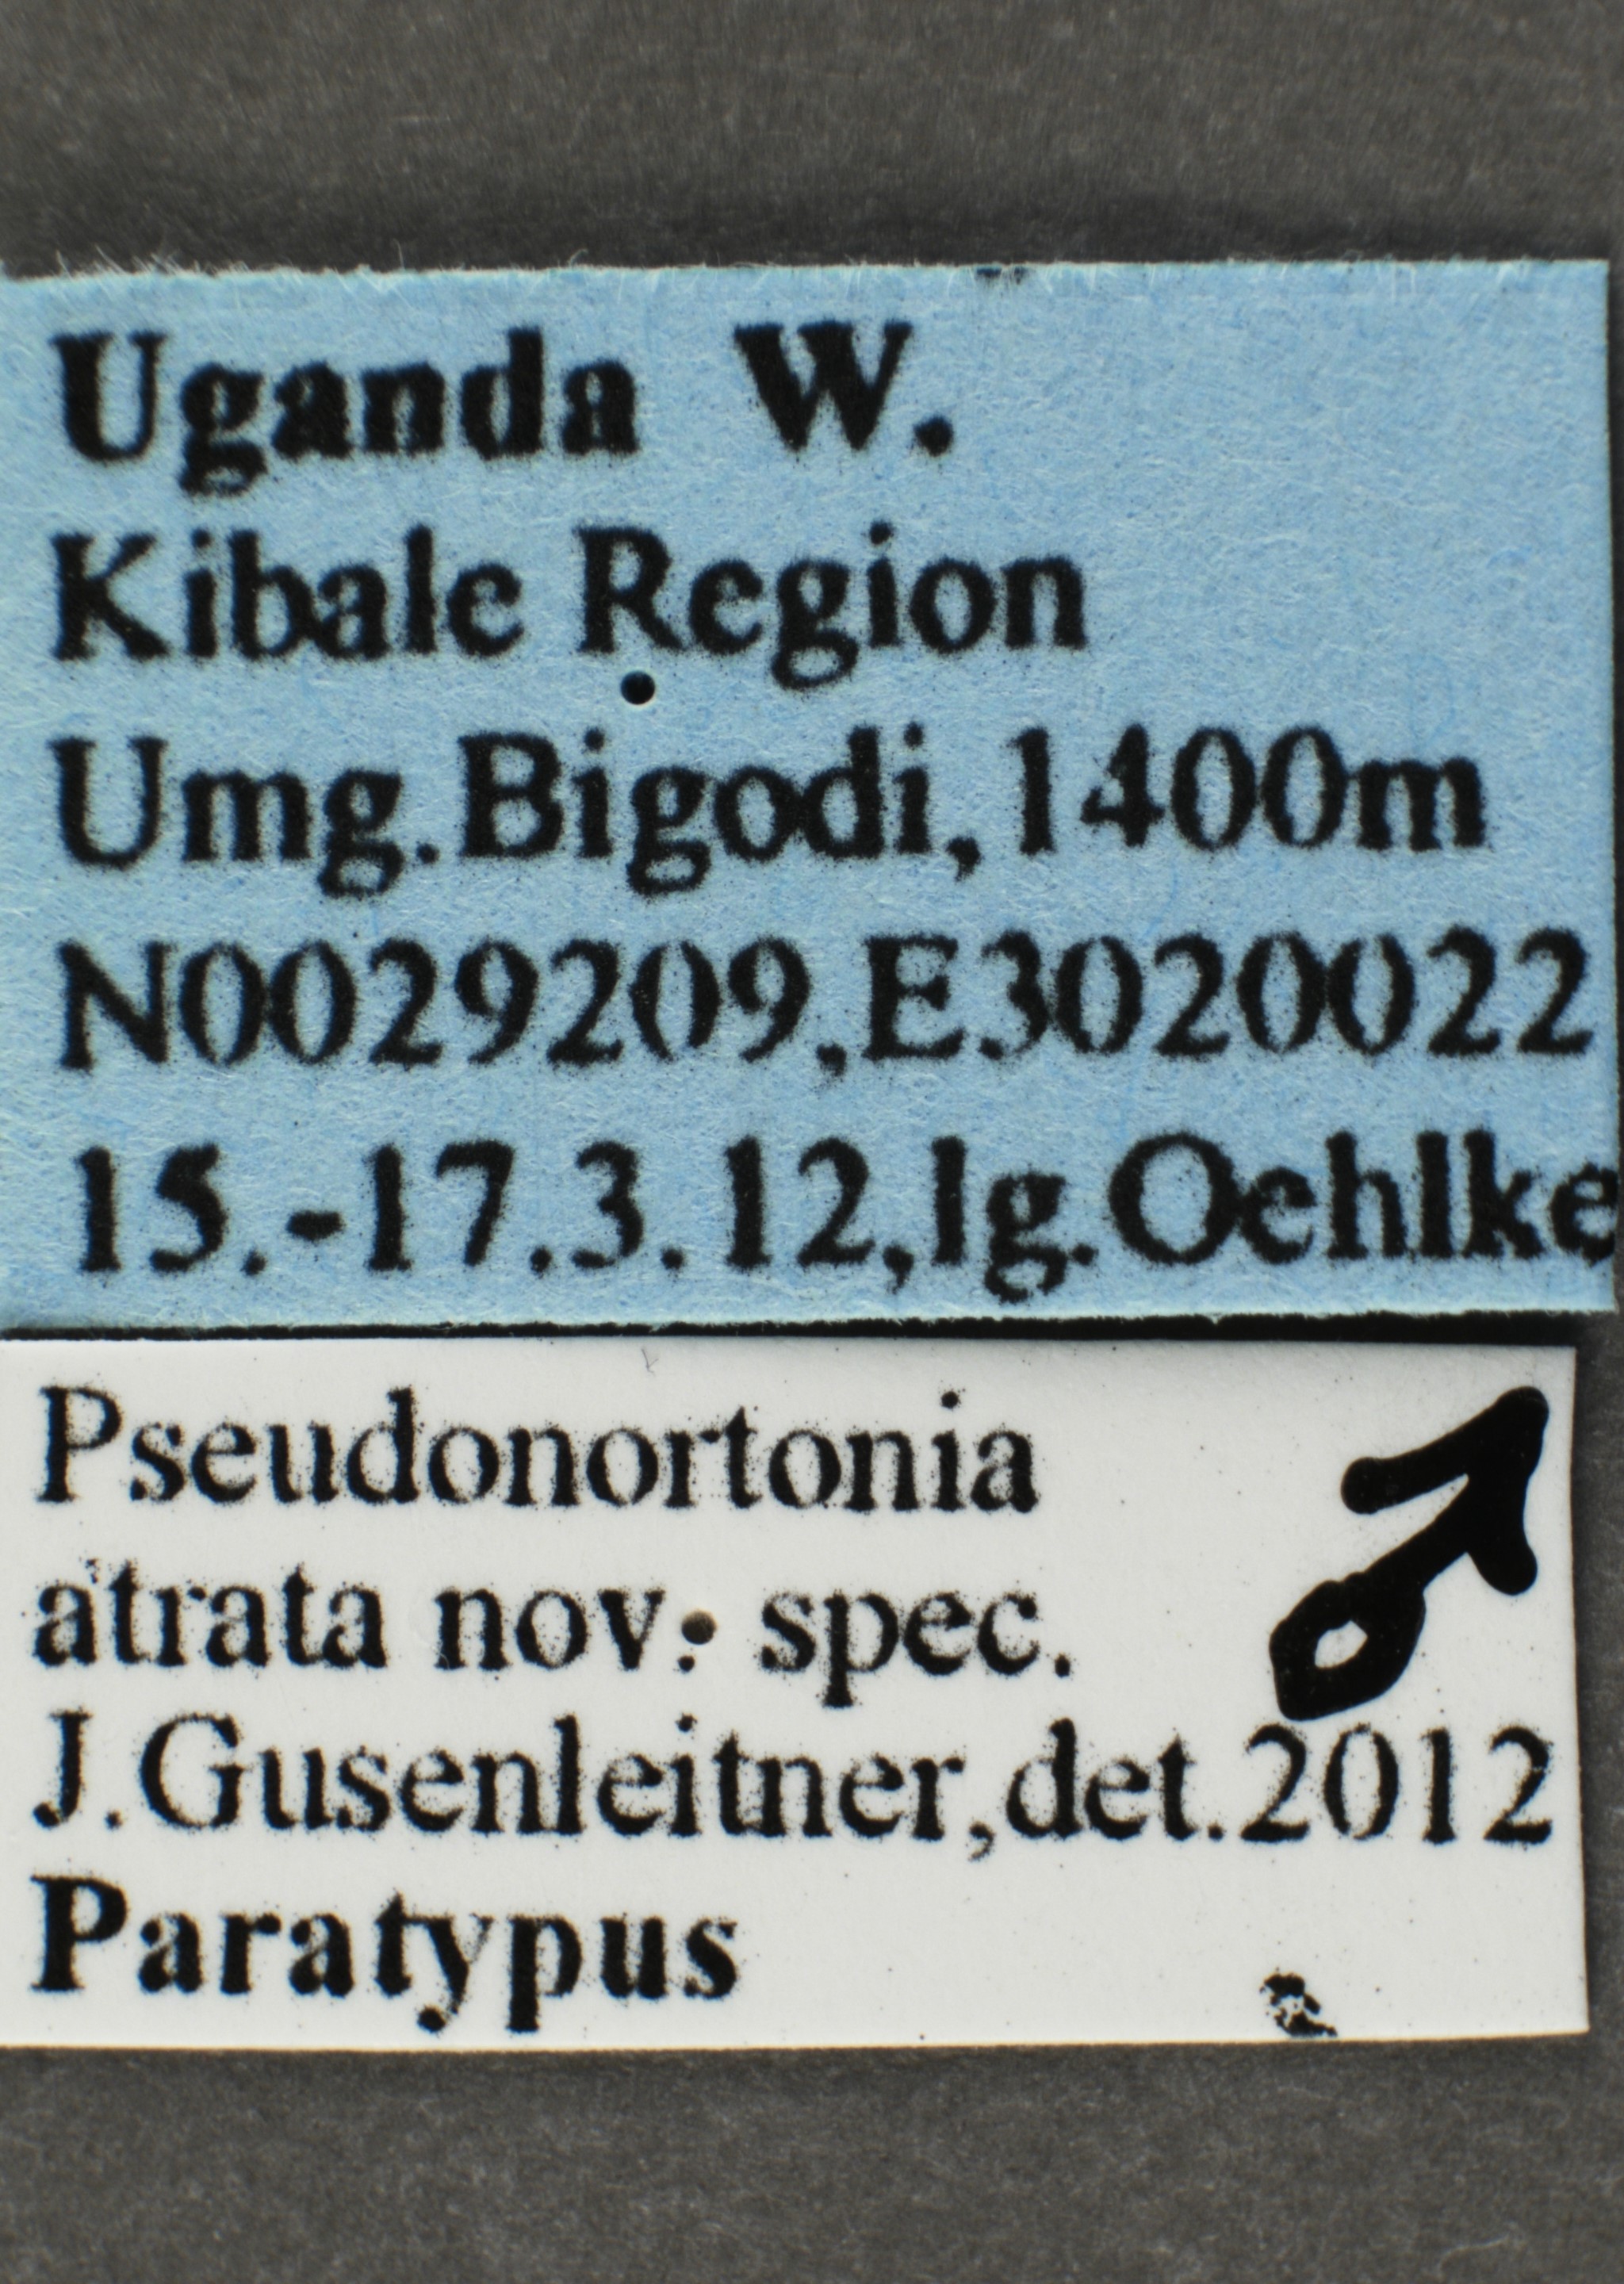 Uganda W.
Kibale Region
Umg.Bigodi,1400m
N0029209,E3020022
15.-17.3.12,lg.Oehlke
Pseudonortonia ♂
atrata nov. spec.
J.Gusenleitner,det.2012
Paratypus